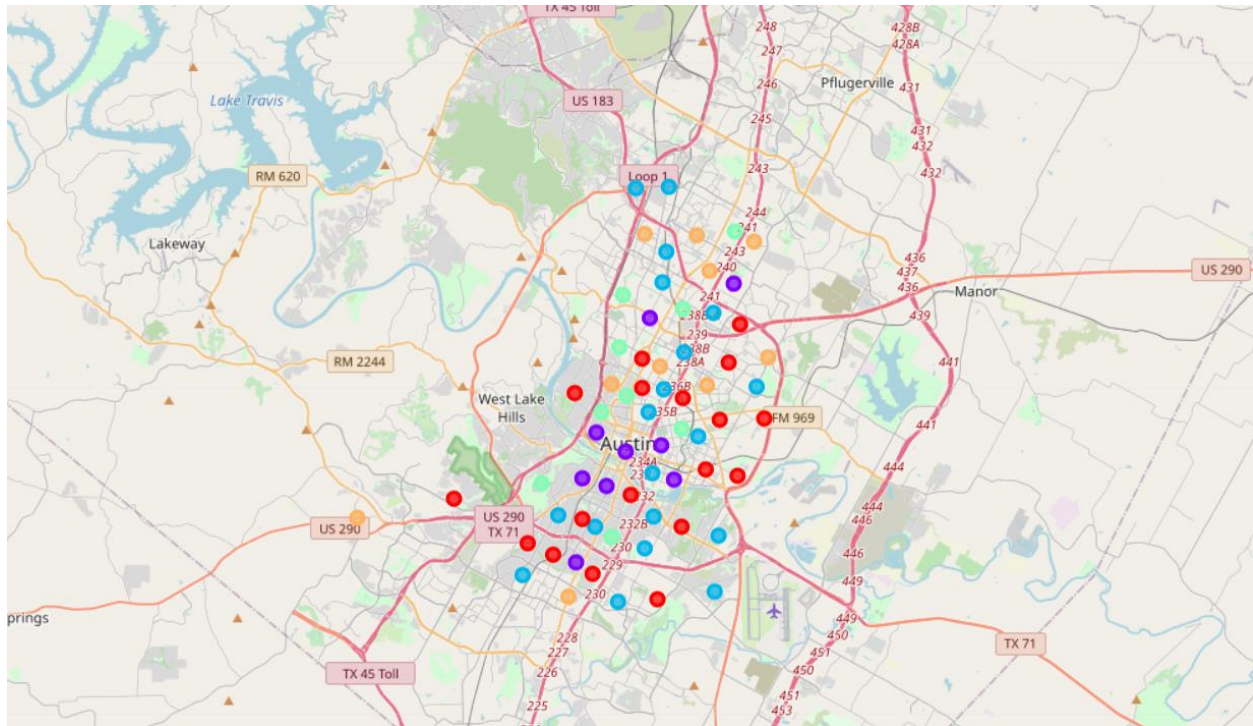 TX 45 Toll
248
428B
428A
247
Pflugerville
246
431
US 183
Lake Travis
245
431
432
243
432
RM 620
Loop 1
244
241
Lakeway
243
436
240
437
US 290
436
Manor
241
439
238B
239
238B
441
RM 2244
238A
236B
West Lake
Hills
235B
FM 969
441
Austin
234A
444
232
444
US 290
US 290
TX 71
232B
446
230
446
229
449
230
449
prings
228
450
TX 71
227
451
TX 45 Toll
226
450
451
225
453